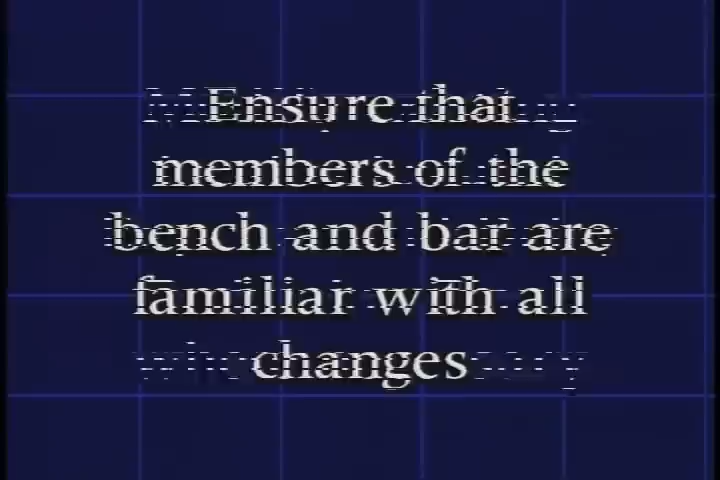 Ensure that
members of the
bench and bar are
familiar with all
changes